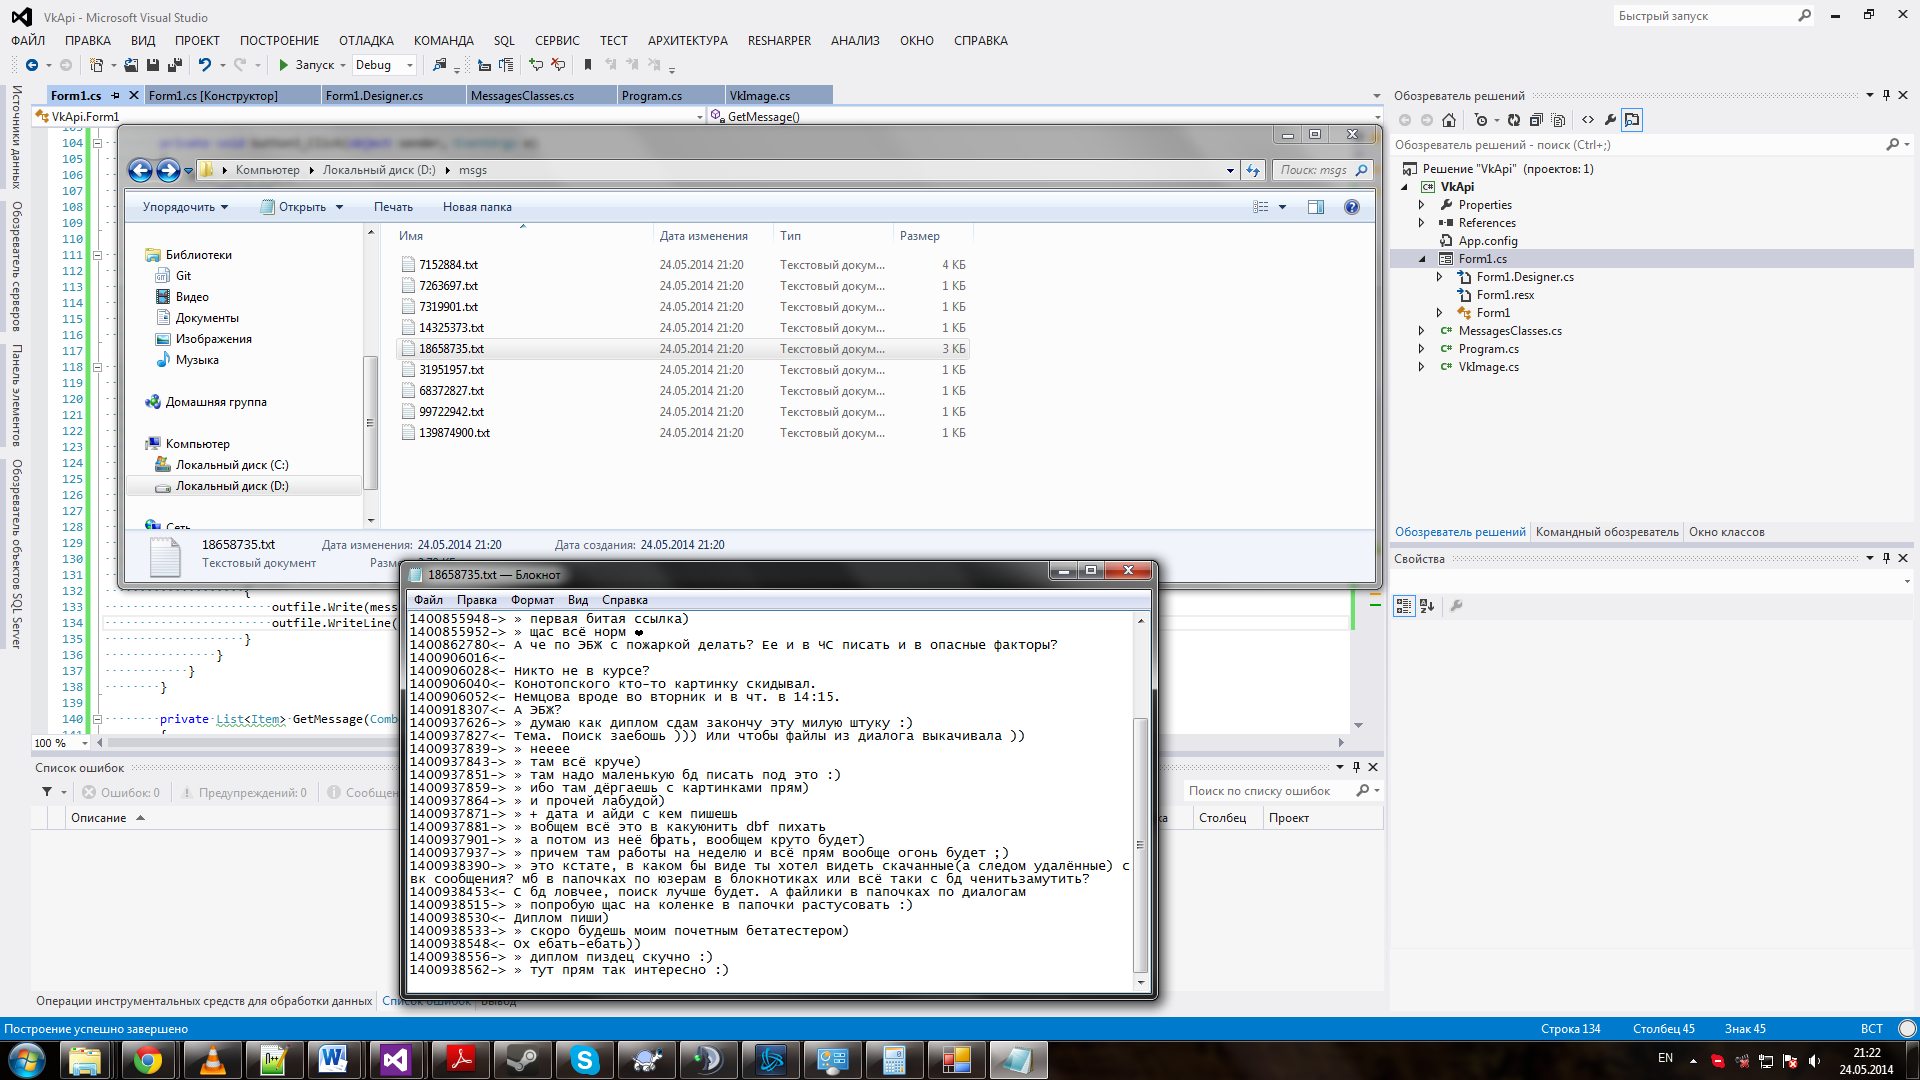 VkApi - Microsoft Visual Studio
Быстрый запуск
ФАЙЛ ПРАВКА ВИД ПРОЕКТ ПОСТРОЕНИЕ ОТЛАДКА КОМАНДА SQL СЕРВИС ТЕСТ АРХИТЕКТУРА RESHARPER АНАЛИЗ ОКНО СПРАВКА
Запуск Debug
Form1.cs Form1.cs [Конструктор] Form1.Designer.cs MessagesClasses.cs Program.cs VkImage.cs
VkApi.Form1 GetMessage()
Источники данных
Обозреватель серверов
Панель элементов
Обозреватель объектов SQL Server
104
105
106
107
108
109
110
111
112
113
114
115
116
117
118
119
120
121
122
123
124
125
126
127
128
129
130
131
132 {
133 outfile.Write(mess
134 outfile.WriteLine(
135 }
136 }
137 }
138 }
139
140 private List<Item> GetMessage(Comb
100 %
Компьютер Локальный диск (D:) msgs
Поиск: msgs
Упорядочить Открыть Печать Новая папка
Библиотеки
Git
Видео
Документы
Изображения
Музыка
Домашняя группа
Компьютер
Локальный диск (C:)
Локальный диск (D:)
Сеть
Имя Дата изменения Тип Размер
7152884.txt 24.05.2014 21:20 Текстовый докум... 4 КБ
7263697.txt 24.05.2014 21:20 Текстовый докум... 1 КБ
7319901.txt 24.05.2014 21:20 Текстовый докум... 1 КБ
14325373.txt 24.05.2014 21:20 Текстовый докум... 1 КБ
18658735.txt 24.05.2014 21:20 Текстовый докум... 3 КБ
31951957.txt 24.05.2014 21:20 Текстовый докум... 1 КБ
68372827.txt 24.05.2014 21:20 Текстовый докум... 1 КБ
99722942.txt 24.05.2014 21:20 Текстовый докум... 1 КБ
139874900.txt 24.05.2014 21:20 Текстовый докум... 1 КБ
18658735.txt Дата изменения: 24.05.2014 21:20 Дата создания: 24.05.2014 21:20
Текстовый документ
18658735.txt — Блокнот
Файл Правка Формат Вид Справка
1400855948-> » первая битая ссылка)
1400855952-> » щас всё норм ❤
1400862780<- А че по ЭБЖ с пожаркой делать? Ее и в ЧС писать и в опасные факторы?
1400906016<-
1400906028<- Никто не в курсе?
1400906040<- Конотопского кто-то картинку скидывал.
1400906052<- Немцова вроде во вторник и в чт. в 14:15.
1400918307<- А ЭБЖ?
1400937626-> » думаю как диплом сдам закончу эту милую штуку :)
1400937827<- Тема. Поиск заебошь ))) Или чтобы файлы из диалога выкачивала ))
1400937839-> » нееее
1400937843-> » там всё круче)
1400937851-> » там надо маленькую бд писать под это :)
1400937859-> » ибо там дёргаешь с картинками прям)
1400937864-> » и прочей лабудой)
1400937871-> » + дата и айди с кем пишешь
1400937881-> » вобщем всё это в какуюнить dbf пихать
1400937901-> » а потом из неё брать, вообщем круто будет)
1400937937-> » причем там работы на неделю и всё прям вообще огонь будет ;)
1400938390-> » это кстате, в каком бы виде ты хотел видеть скачанные(а следом удалённые) с
вк сообщения? мб в папочках по юзерам в блокнотиках или всё таки с бд ченитьзамутить?
1400938453<- С бд ловчее, поиск лучше будет. А файлики в папочках по диалогам
1400938515-> » попробую щас на коленке в папочки растусовать :)
1400938530<- Диплом пиши)
1400938533-> » скоро будешь моим почетным бетатестером)
1400938548<- Ох ебать-ебать))
1400938556-> » диплом пиздец скучно :)
1400938562-> » тут прям так интересно :)
Обозреватель решений
Обозреватель решений - поиск (Ctrl+;)
Решение "VkApi" (проектов: 1)
VkApi
Properties
References
App.config
Form1.cs
Form1.Designer.cs
Form1.resx
Form1
MessagesClasses.cs
Program.cs
VkImage.cs
Обозреватель решений Командный обозреватель Окно классов
Свойства
Список ошибок
Ошибок: 0 Предупреждений: 0 Сообщен
Поиск по списку ошибок
Описание Столбец Проект
Операции инструментальных средств для обработки данных Список ошибок Вывод
Построение успешно завершено Строка 134 Столбец 45 Знак 45 ВСТ
EN 21:22
24.05.2014